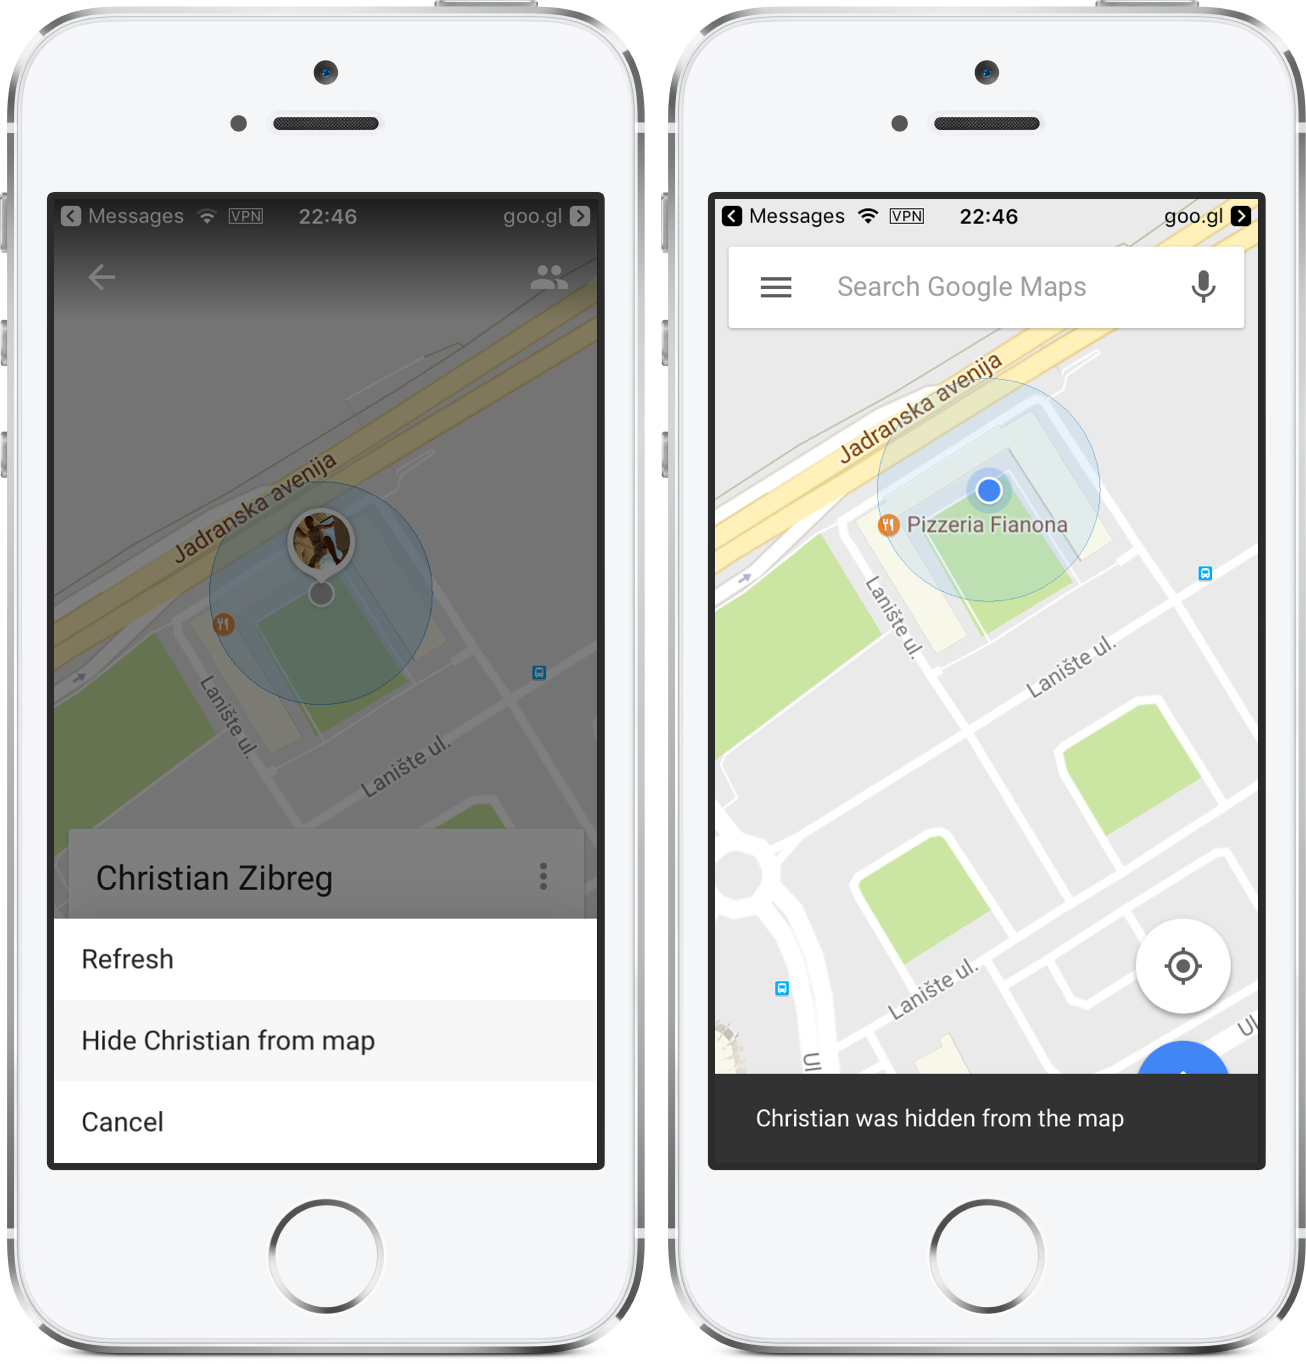 Messages VPN 22:46 goo.gl
Jadranska avenija
Lanište ul.
Lanište ul.
Christian Zibreg
Refresh
Hide Christian from map
Cancel
Messages VPN 22:46 goo.gl
Search Google Maps
Jadranska avenija
Pizzeria Fianona
Lanište ul.
Lanište ul.
Lanište ul.
Ul
Ul
Christian was hidden from the map